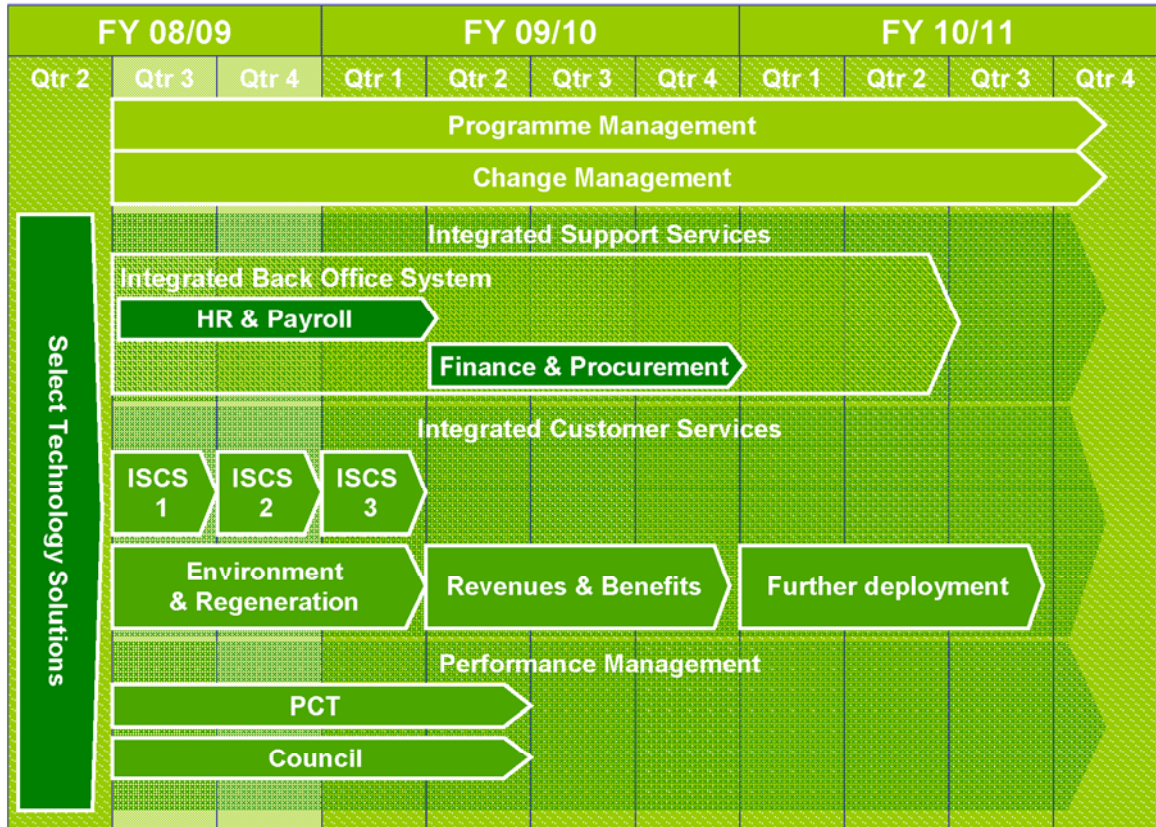 FY 08/09 FY 09/10 FY 10/11
Qtr 2 Qtr 3 Qtr 4 Qtr 1 Qtr 2 Qtr 3 Qtr 4 Qtr 1 Qtr 2 Qtr 3 Qtr 4
Programme Management
Change Management
Select Technology Solutions
Integrated Support Services
Integrated Back Office System
HR & Payroll
Finance & Procurement
Integrated Customer Services
ISCS
1
ISCS
2
ISCS
3
Environment
& Regeneration
Revenues & Benefits
Further deployment
Performance Management
PCT
Council